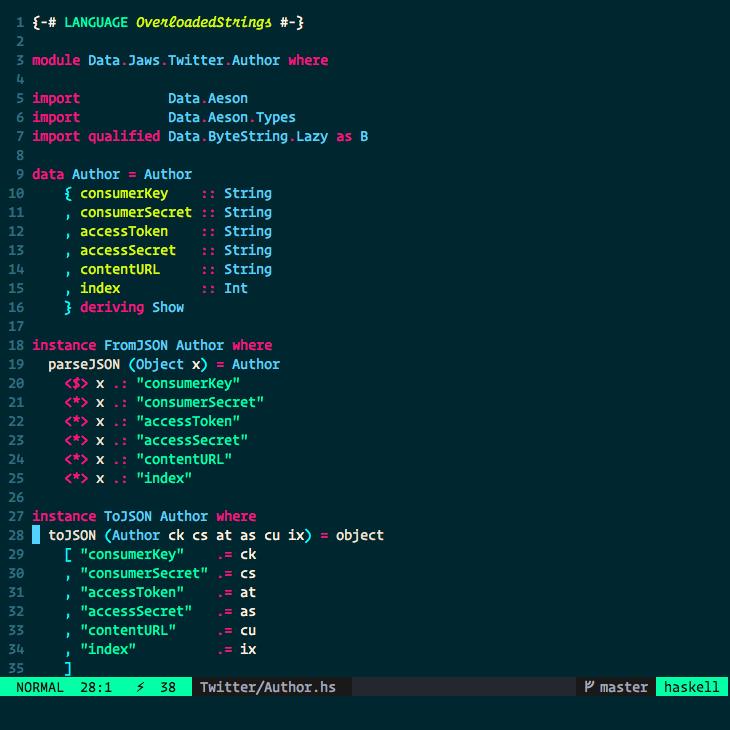 1 {-# LANGUAGE OverloadedStrings #-}
2
3 module Data.Jaws.Twitter.Author where
4
5 import           Data.Aeson
6 import           Data.Aeson.Types
7 import qualified Data.ByteString.Lazy as B
8
9 data Author = Author
10     { consumerKey    :: String
11     , consumerSecret :: String
12     , accessToken    :: String
13     , accessSecret   :: String
14     , contentURL     :: String
15     , index          :: Int
16     } deriving Show
17
18 instance FromJSON Author where
19   parseJSON (Object x) = Author
20     <$> x .: "consumerKey"
21     <*> x .: "consumerSecret"
22     <*> x .: "accessToken"
23     <*> x .: "accessSecret"
24     <*> x .: "contentURL"
25     <*> x .: "index"
26
27 instance ToJSON Author where
28   toJSON (Author ck cs at as cu ix) = object
29     [ "consumerKey"    .= ck
30     , "consumerSecret" .= cs
31     , "accessToken"    .= at
32     , "accessSecret"   .= as
33     , "contentURL"     .= cu
34     , "index"          .= ix
35     ]
NORMAL 28:1 ⚡ 38 Twitter/Author.hs master haskell